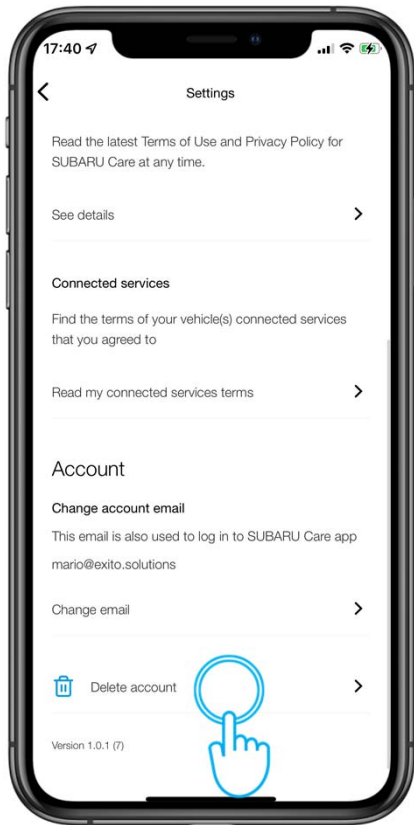 17:40
Settings
Read the latest Terms of Use and Privacy Policy for
SUBARU Care at any time.
See details
Connected services
Find the terms of your vehicle(s) connected services
that you agreed to
Read my connected services terms
Account
Change account email
This email is also used to log in to SUBARU Care app
mario@exito.solutions
Change email
Delete account
Version 1.0.1 (7)